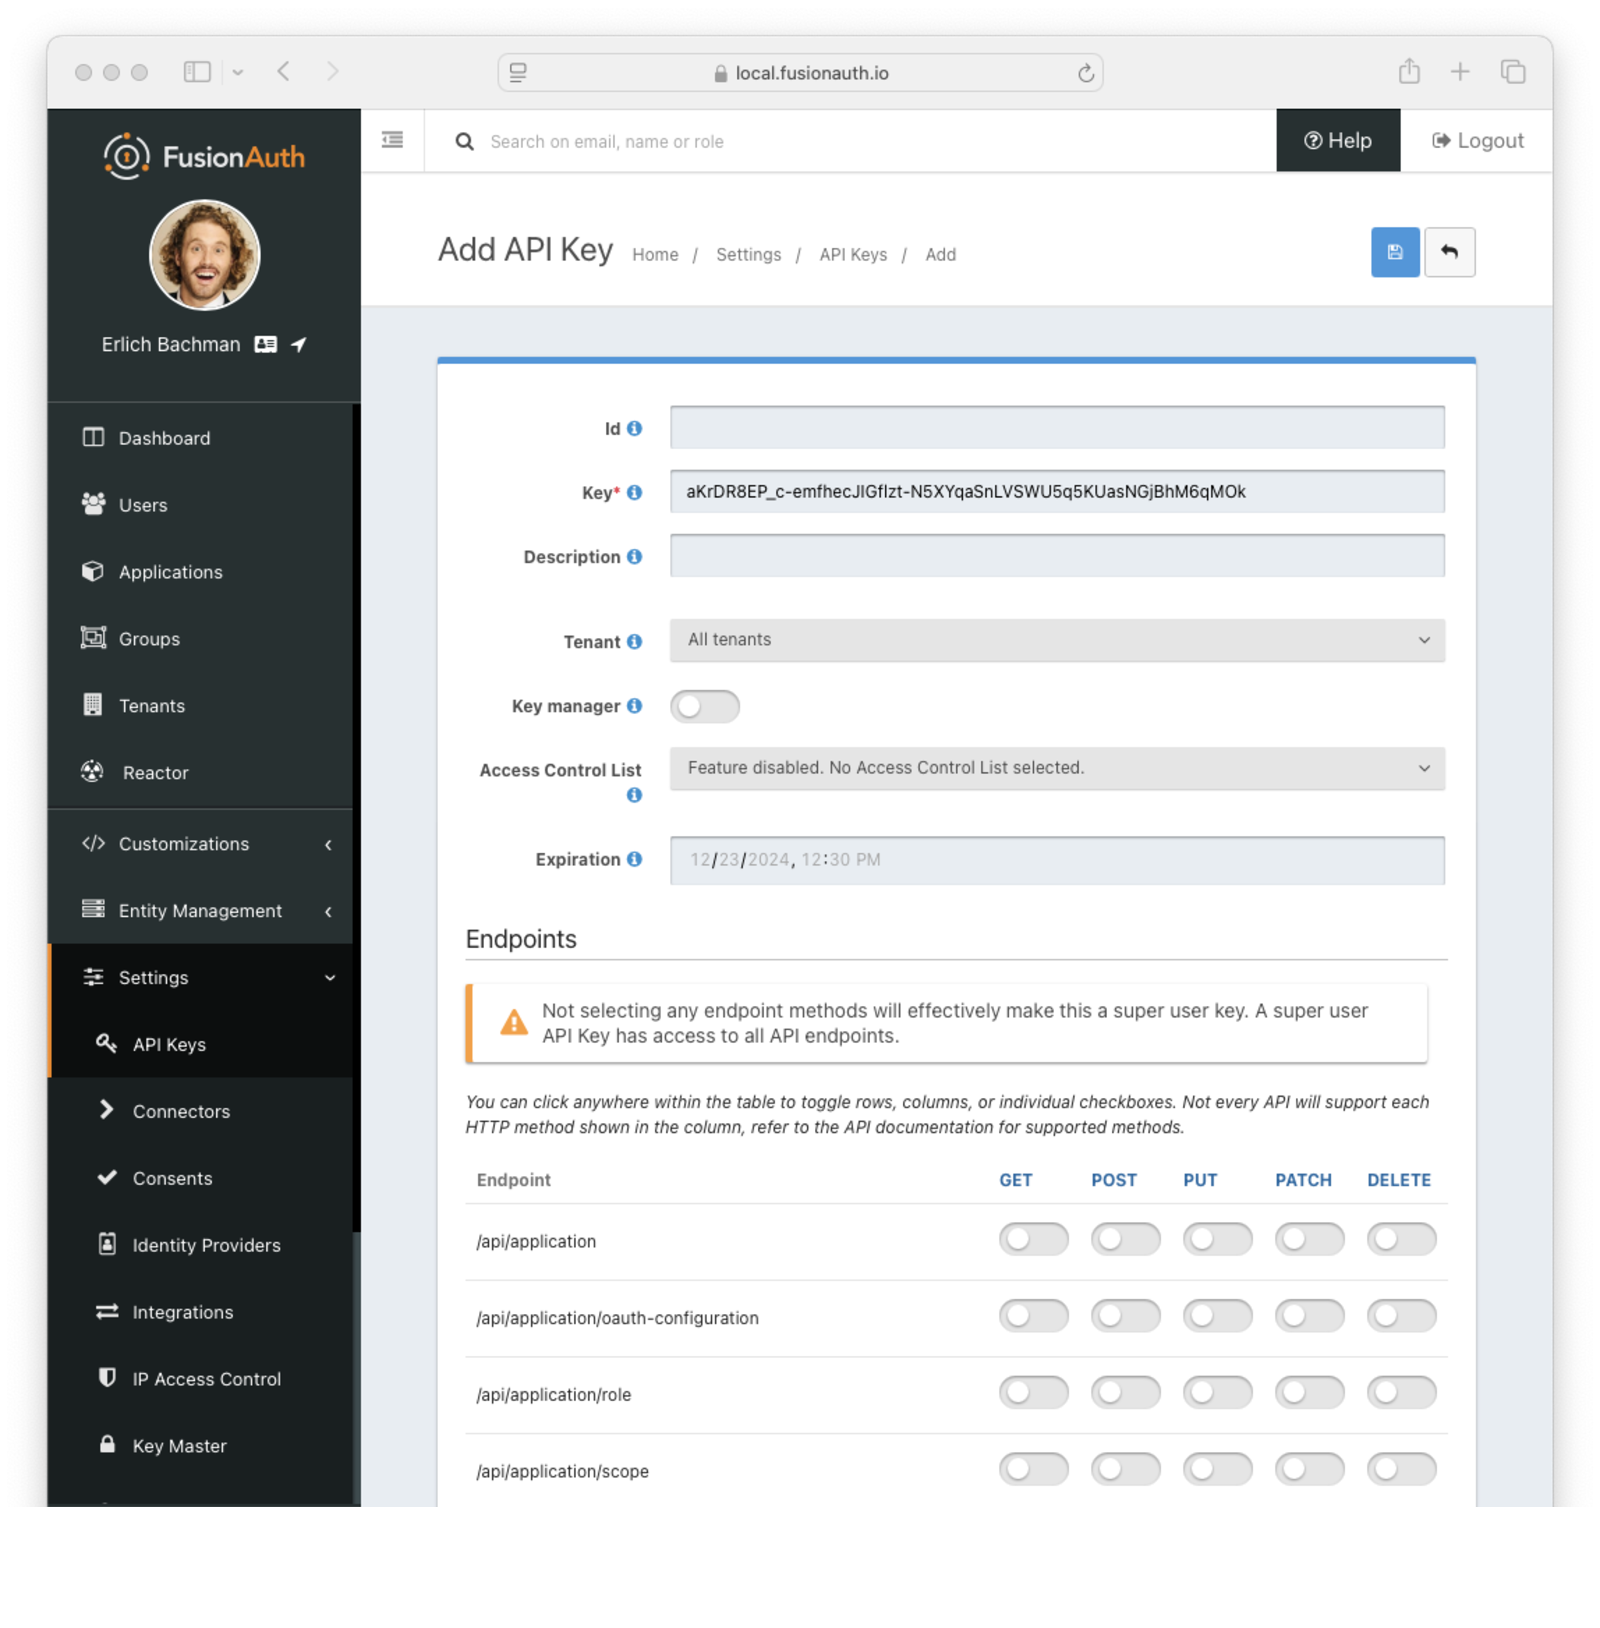 local.fusionauth.io
FusionAuth
Search on email, name or role
Help
Logout
Erlich Bachman
Add API Key
Home / Settings / API Keys / Add
Dashboard
Users
Applications
Groups
Tenants
Reactor
Customizations
Entity Management
Settings
API Keys
Connectors
Consents
Identity Providers
Integrations
IP Access Control
Key Master
Id
Key* aKrDR8EP_c-emfhecJIGflzt-N5XYqaSnLVSWU5q5KUasNGjBhM6qMOk
Description
Tenant All tenants
Key manager
Access Control List Feature disabled. No Access Control List selected.
Expiration 12/23/2024, 12:30 PM
Endpoints
Not selecting any endpoint methods will effectively make this a super user key. A super user
API Key has access to all API endpoints.
You can click anywhere within the table to toggle rows, columns, or individual checkboxes. Not every API will support each
HTTP method shown in the column, refer to the API documentation for supported methods.
Endpoint GET POST PUT PATCH DELETE
/api/application
/api/application/oauth-configuration
/api/application/role
/api/application/scope